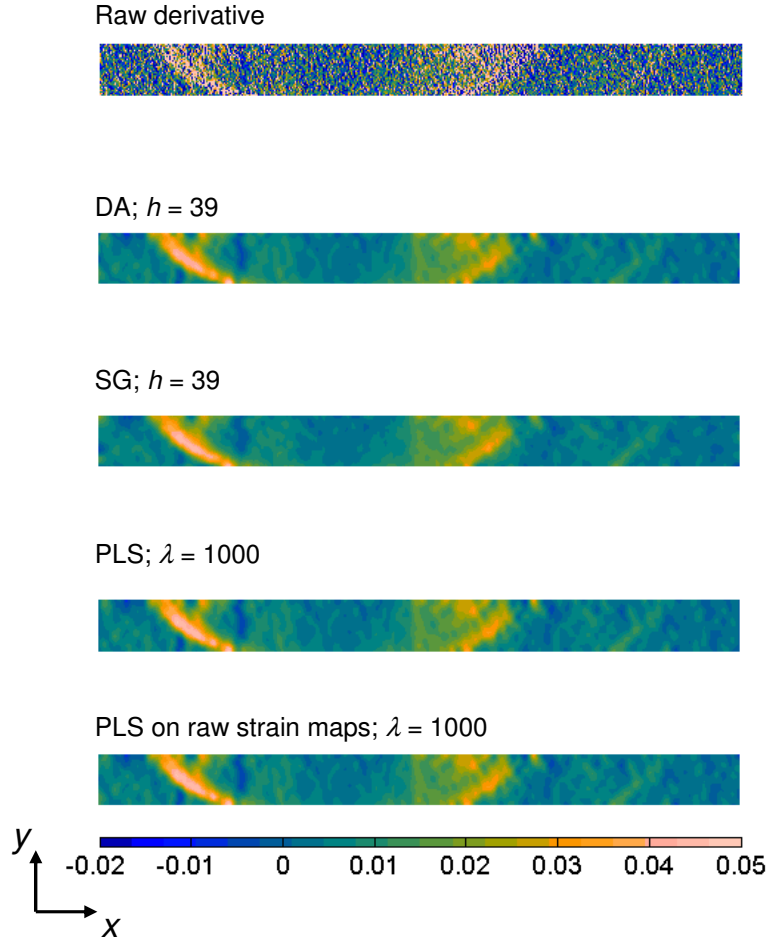 Raw derivative
DA; h = 39
SG; h = 39
PLS; λ = 1000
PLS on raw strain maps; λ = 1000
-0.02 -0.01 0 0.01 0.02 0.03 0.04 0.05
y
x